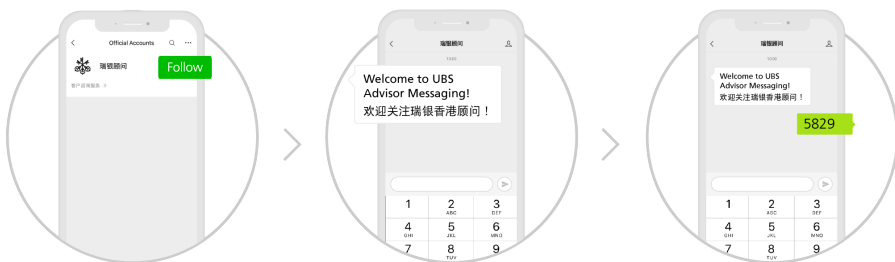 Official Accounts
瑞银顾问
Follow
瑞银顾问
Welcome to UBS
Advisor Messaging!
欢迎关注瑞银香港顾问！
1
2
ABC
3
DEF
4
GHI
5
JKL
6
MNO
7
8
TUV
9
瑞银顾问
Welcome to UBS
Advisor Messaging!
欢迎关注瑞银香港顾问！
5829
1
2
ABC
3
DEF
4
GHI
5
JKL
6
MNO
7
8
TUV
9